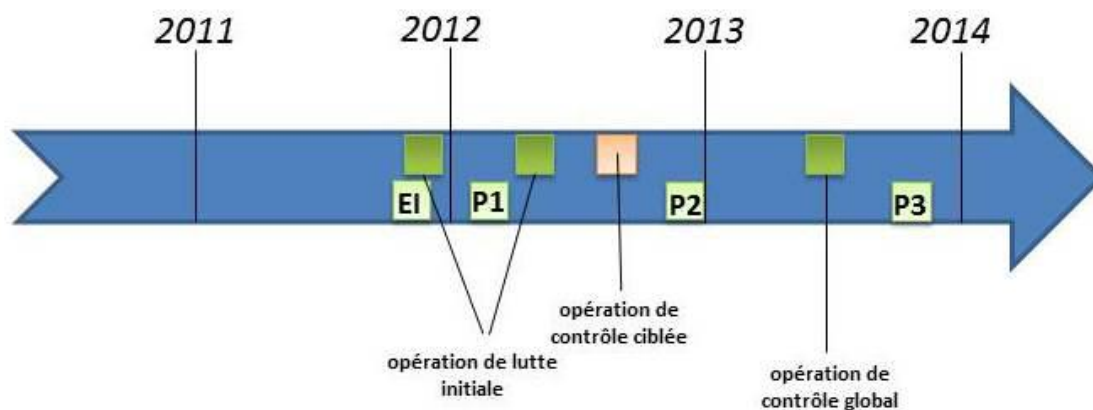 2011
2012
2013
2014
EI
P1
P2
P3
opération de lutte
initiale
opération de
contrôle ciblée
opération de
contrôle global